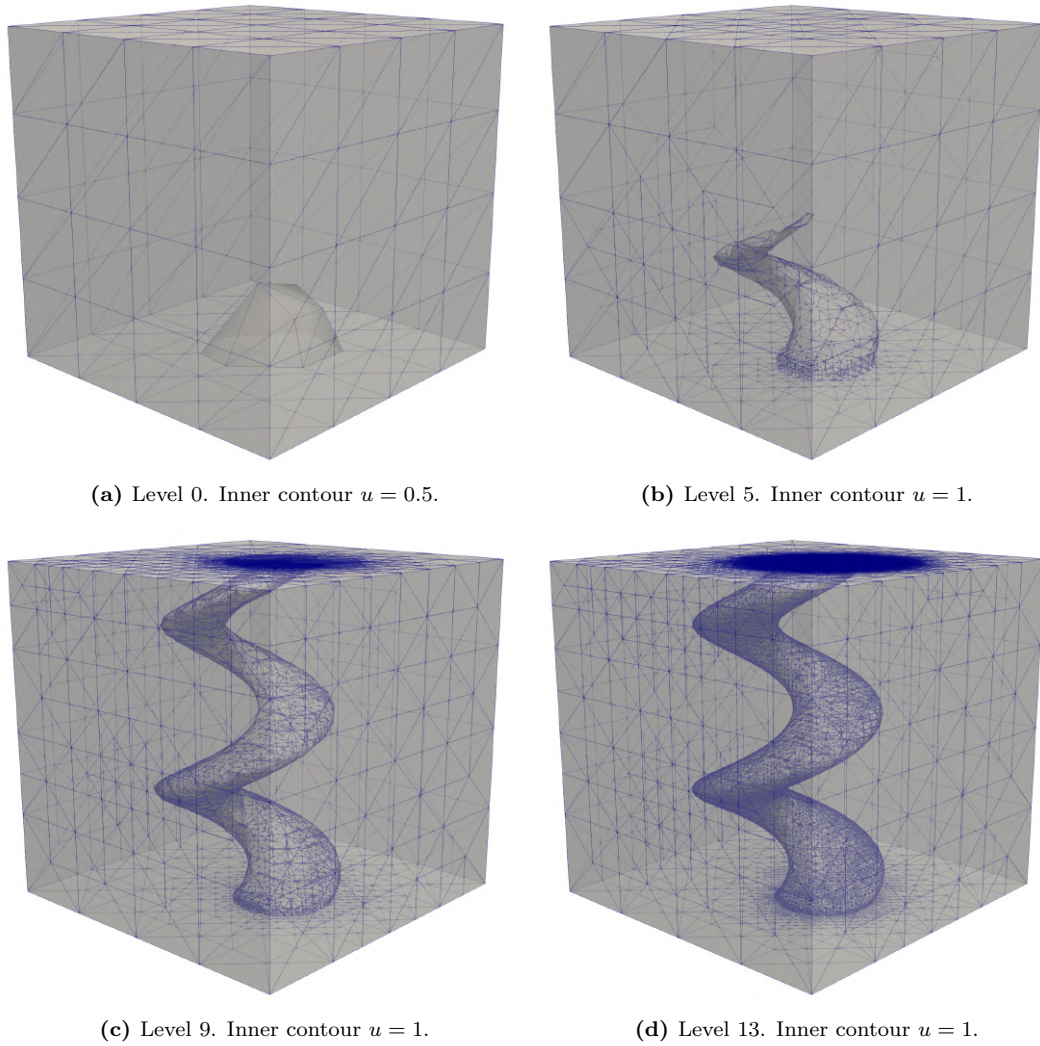 (a) Level 0. Inner contour u = 0.5.
(b) Level 5. Inner contour u = 1.
(c) Level 9. Inner contour u = 1.
(d) Level 13. Inner contour u = 1.